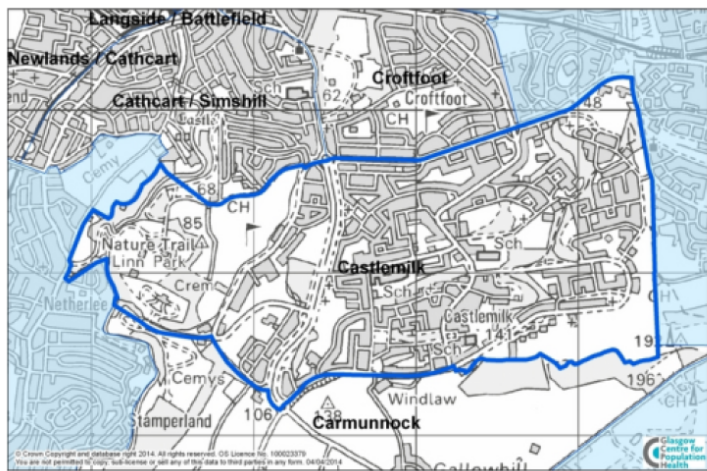 Langside / Battlefield
Newlands / Cathcart
Sch
62
Croftfoot
Croftfoot
Cathcart / Simshill
48
CH
Cemy
68
CH
85
Nature Trail
Linn Park
Sch
Castlemilk
Crem
Sch
Netherlee
Castlemilk
141
CH
Sch
192
Cemys
196
Windlaw
CH
106
138
Stamperland
Carmunnock
© Crown Copyright and database right 2014. All rights reserved. OS Licence No. 100023379
You are not permitted to copy, sub-license or sell any of this data to third parties in any form. 04/04/2014
Glasgow
Centre for
Population
Health